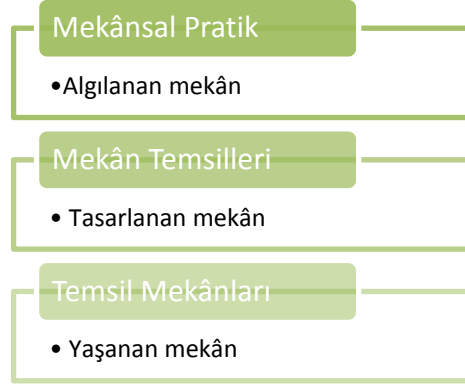 Mekânsal Pratik
•Algılanan mekân
Mekân Temsilleri
• Tasarlanan mekân
Temsil Mekânları
• Yaşanan mekân